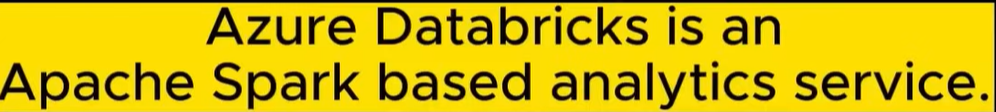 Azure Databricks is an
Apache Spark based analytics service.